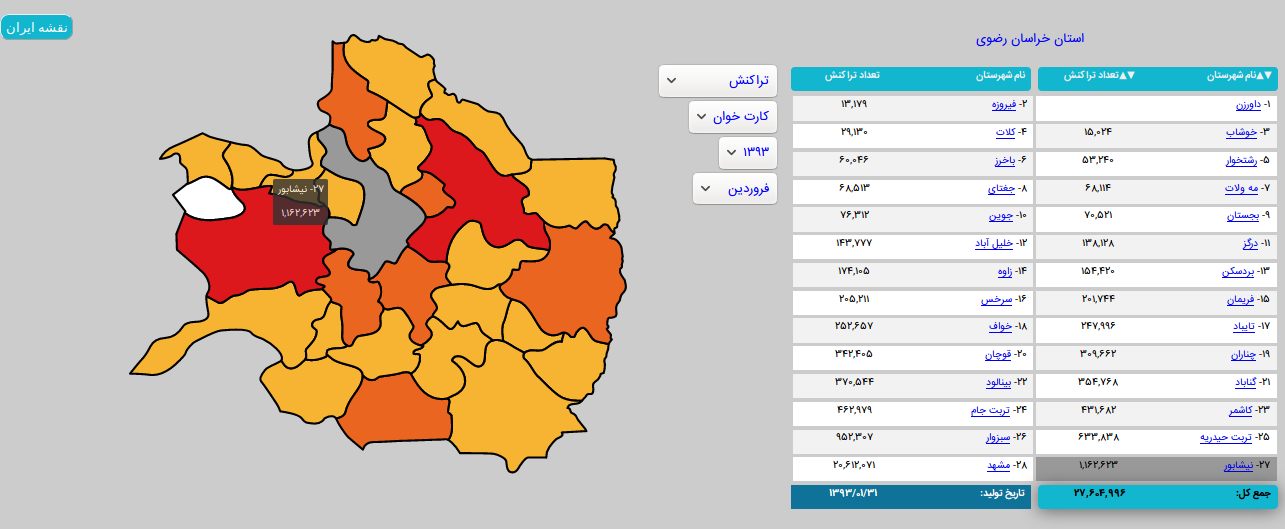 نقشه ایران
استان خراسان رضوی
تراکنش
کارت خوان
۱۳۹۳
فروردین
۲۷- نیشابور
۱,۱۶۲,۶۲۳
▲▼نام شهرستان ▲▼تعداد تراکنش نام شهرستان تعداد تراکنش
۱- داورزن ۲- فیروزه ۱۳,۱۷۹
۳- خوشاب ۱۵,۰۲۴ ۴- کلات ۲۹,۱۳۰
۵- رشتخوار ۵۳,۲۴۰ ۶- باخرز ۶۰,۰۴۶
۷- مه ولات ۶۸,۱۱۴ ۸- جغتای ۶۸,۵۱۳
۹- بجستان ۷۰,۵۲۱ ۱۰- جوین ۷۶,۳۱۲
۱۱- درگز ۱۳۸,۱۲۸ ۱۲- خلیل آباد ۱۴۳,۷۷۷
۱۳- بردسکن ۱۵۴,۴۲۰ ۱۴- زاوه ۱۷۴,۱۰۵
۱۵- فریمان ۲۰۱,۷۴۴ ۱۶- سرخس ۲۰۵,۲۱۱
۱۷- تایباد ۲۴۷,۹۹۶ ۱۸- خواف ۲۵۲,۶۵۷
۱۹- چناران ۳۰۹,۶۶۲ ۲۰- قوچان ۳۴۲,۴۰۵
۲۱- گناباد ۳۵۴,۷۶۸ ۲۲- بینالود ۳۷۰,۵۴۴
۲۳- کاشمر ۴۳۱,۶۸۲ ۲۴- تربت جام ۴۶۲,۹۷۹
۲۵- تربت حیدریه ۶۳۳,۸۳۸ ۲۶- سبزوار ۹۵۲,۳۰۷
۲۷- نیشابور ۱,۱۶۲,۶۲۳ ۲۸- مشهد ۲۰,۶۱۲,۰۷۱
جمع کل: ۲۷,۶۰۴,۹۹۶ تاریخ تولید: ۱۳۹۳/۰۱/۳۱